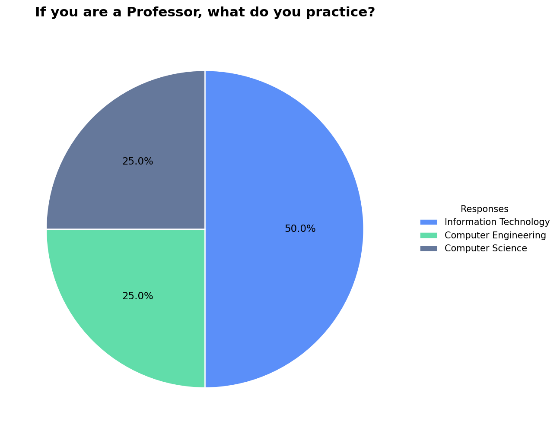 If you are a Professor, what do you practice?
25.0%
50.0%
25.0%
Responses
Information Technology
Computer Engineering
Computer Science